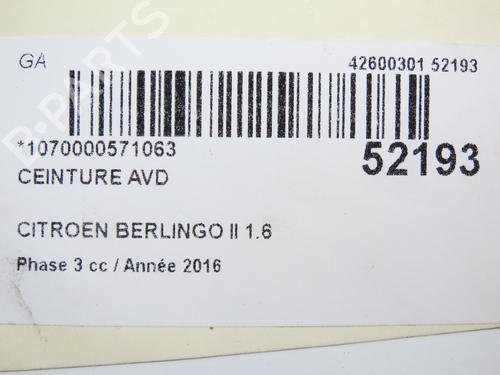 GA 42600301 52193
*1070000571063 52193
CEINTURE AVD
CITROEN BERLINGO II 1.6
Phase 3 cc / Année 2016
B-PARTS